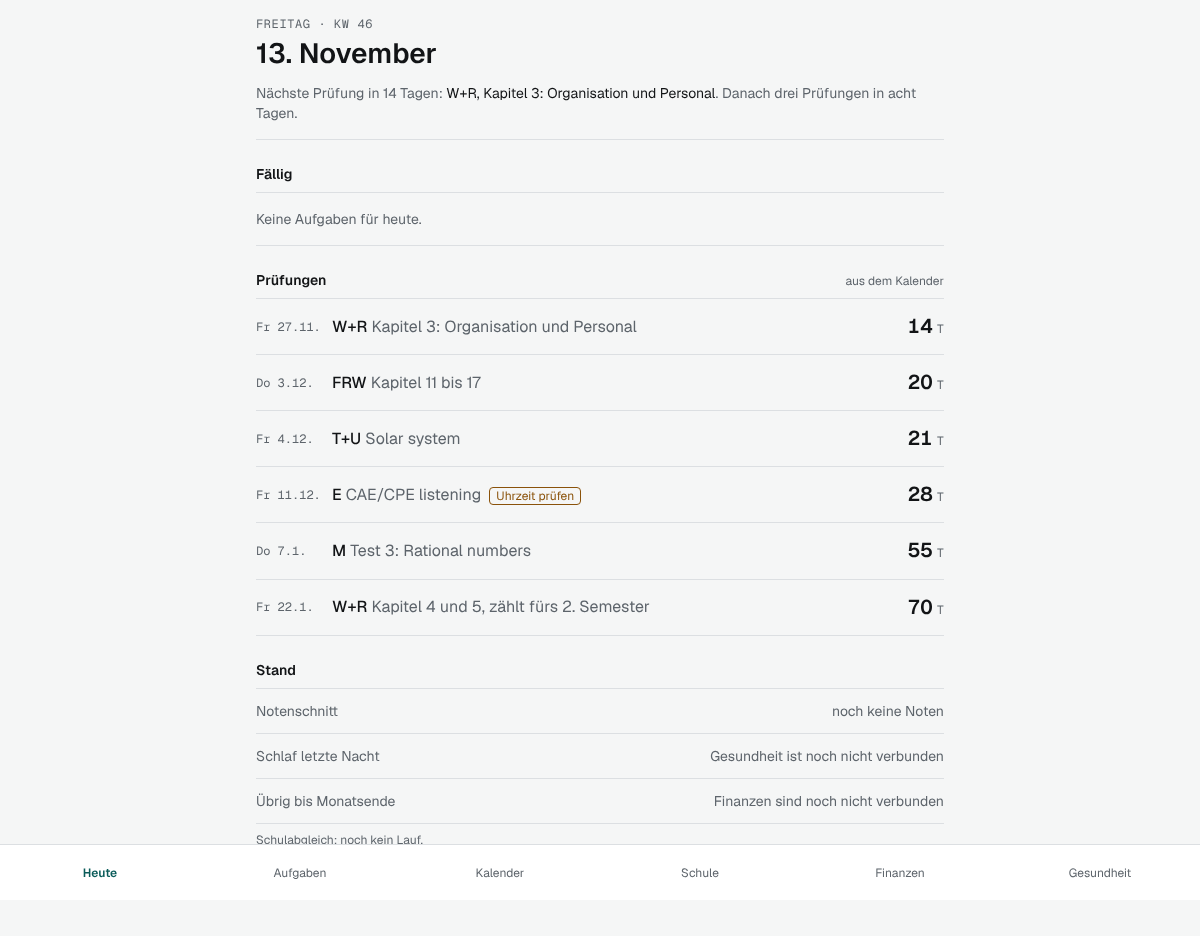 FREITAG · KW 46
13. November
Nächste Prüfung in 14 Tagen: W+R, Kapitel 3: Organisation und Personal. Danach drei Prüfungen in acht
Tagen.
Fällig
Keine Aufgaben für heute.
Prüfungen aus dem Kalender
Fr 27.11. W+R Kapitel 3: Organisation und Personal 14 T
Do 3.12. FRW Kapitel 11 bis 17 20 T
Fr 4.12. T+U Solar system 21 T
Fr 11.12. E CAE/CPE listening Uhrzeit prüfen 28 T
Do 7.1. M Test 3: Rational numbers 55 T
Fr 22.1. W+R Kapitel 4 und 5, zählt fürs 2. Semester 70 T
Stand
Notenschnitt noch keine Noten
Schlaf letzte Nacht Gesundheit ist noch nicht verbunden
Übrig bis Monatsende Finanzen sind noch nicht verbunden
Schulabgleich: noch kein Lauf.
Heute Aufgaben Kalender Schule Finanzen Gesundheit